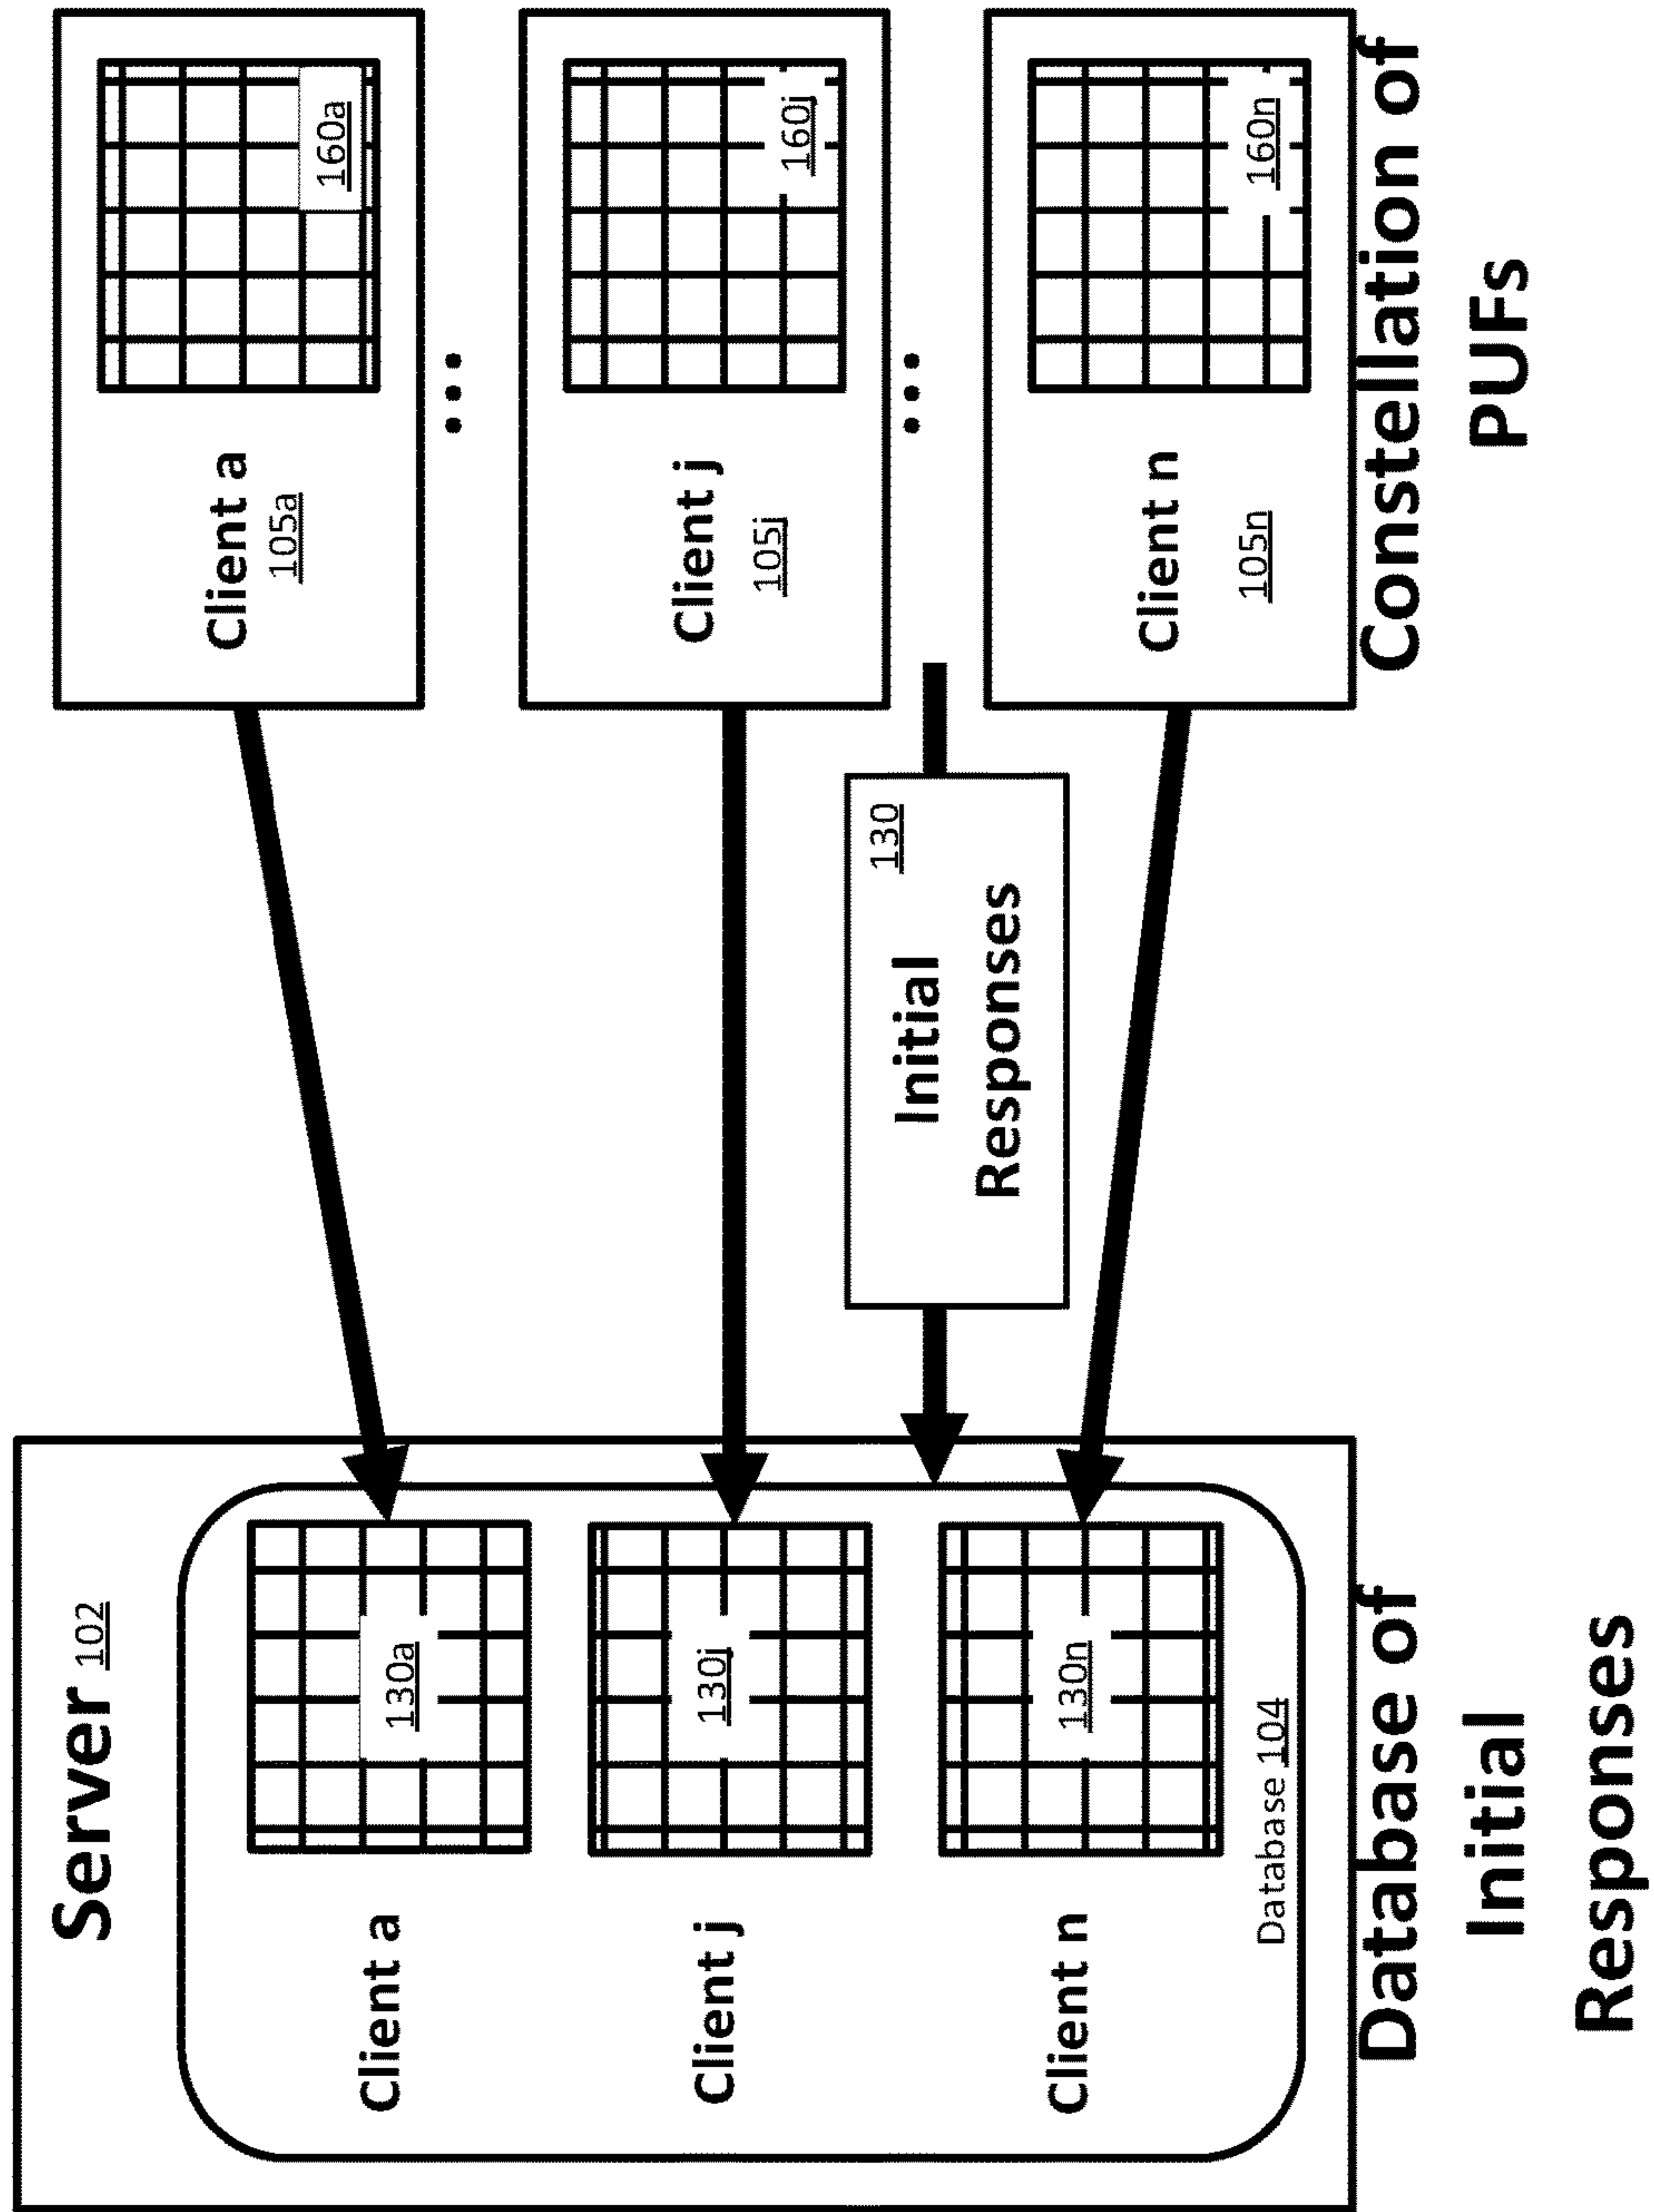 Server 102
Client a
130a
Client j
130j
Client n
130n
Database 104
Database of
Initial
Responses
130
Initial
Responses
Client a
105a
160a
...
Client j
105j
160j
...
Client n
105n
160n
Constellation of
PUFs